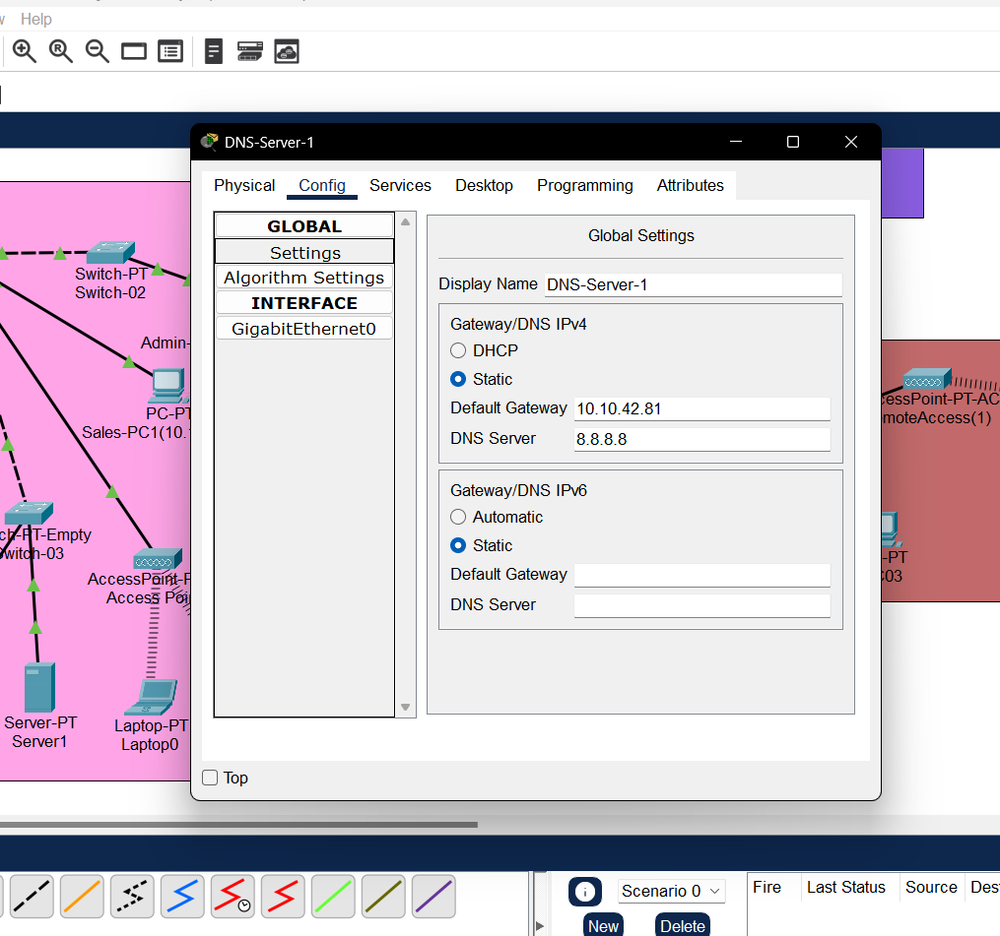 Help
DNS-Server-1
Physical Config Services Desktop Programming Attributes
GLOBAL
Settings
Algorithm Settings
INTERFACE
GigabitEthernet0
Global Settings
Display Name DNS-Server-1
Gateway/DNS IPv4
DHCP
Static
Default Gateway 10.10.42.81
DNS Server 8.8.8.8
Gateway/DNS IPv6
Automatic
Static
Default Gateway
DNS Server
Top
Switch-PT
Switch-02
Admin-
PC-PT
Sales-PC1(10.
ch-PT-Empty
witch-03
AccessPoint-P
Access Poi
Server-PT
Server1
Laptop-PT
Laptop0
cessPoint-PT-AC
moteAccess(1)
-PT
C03
Scenario 0
New Delete
Fire Last Status Source Dest